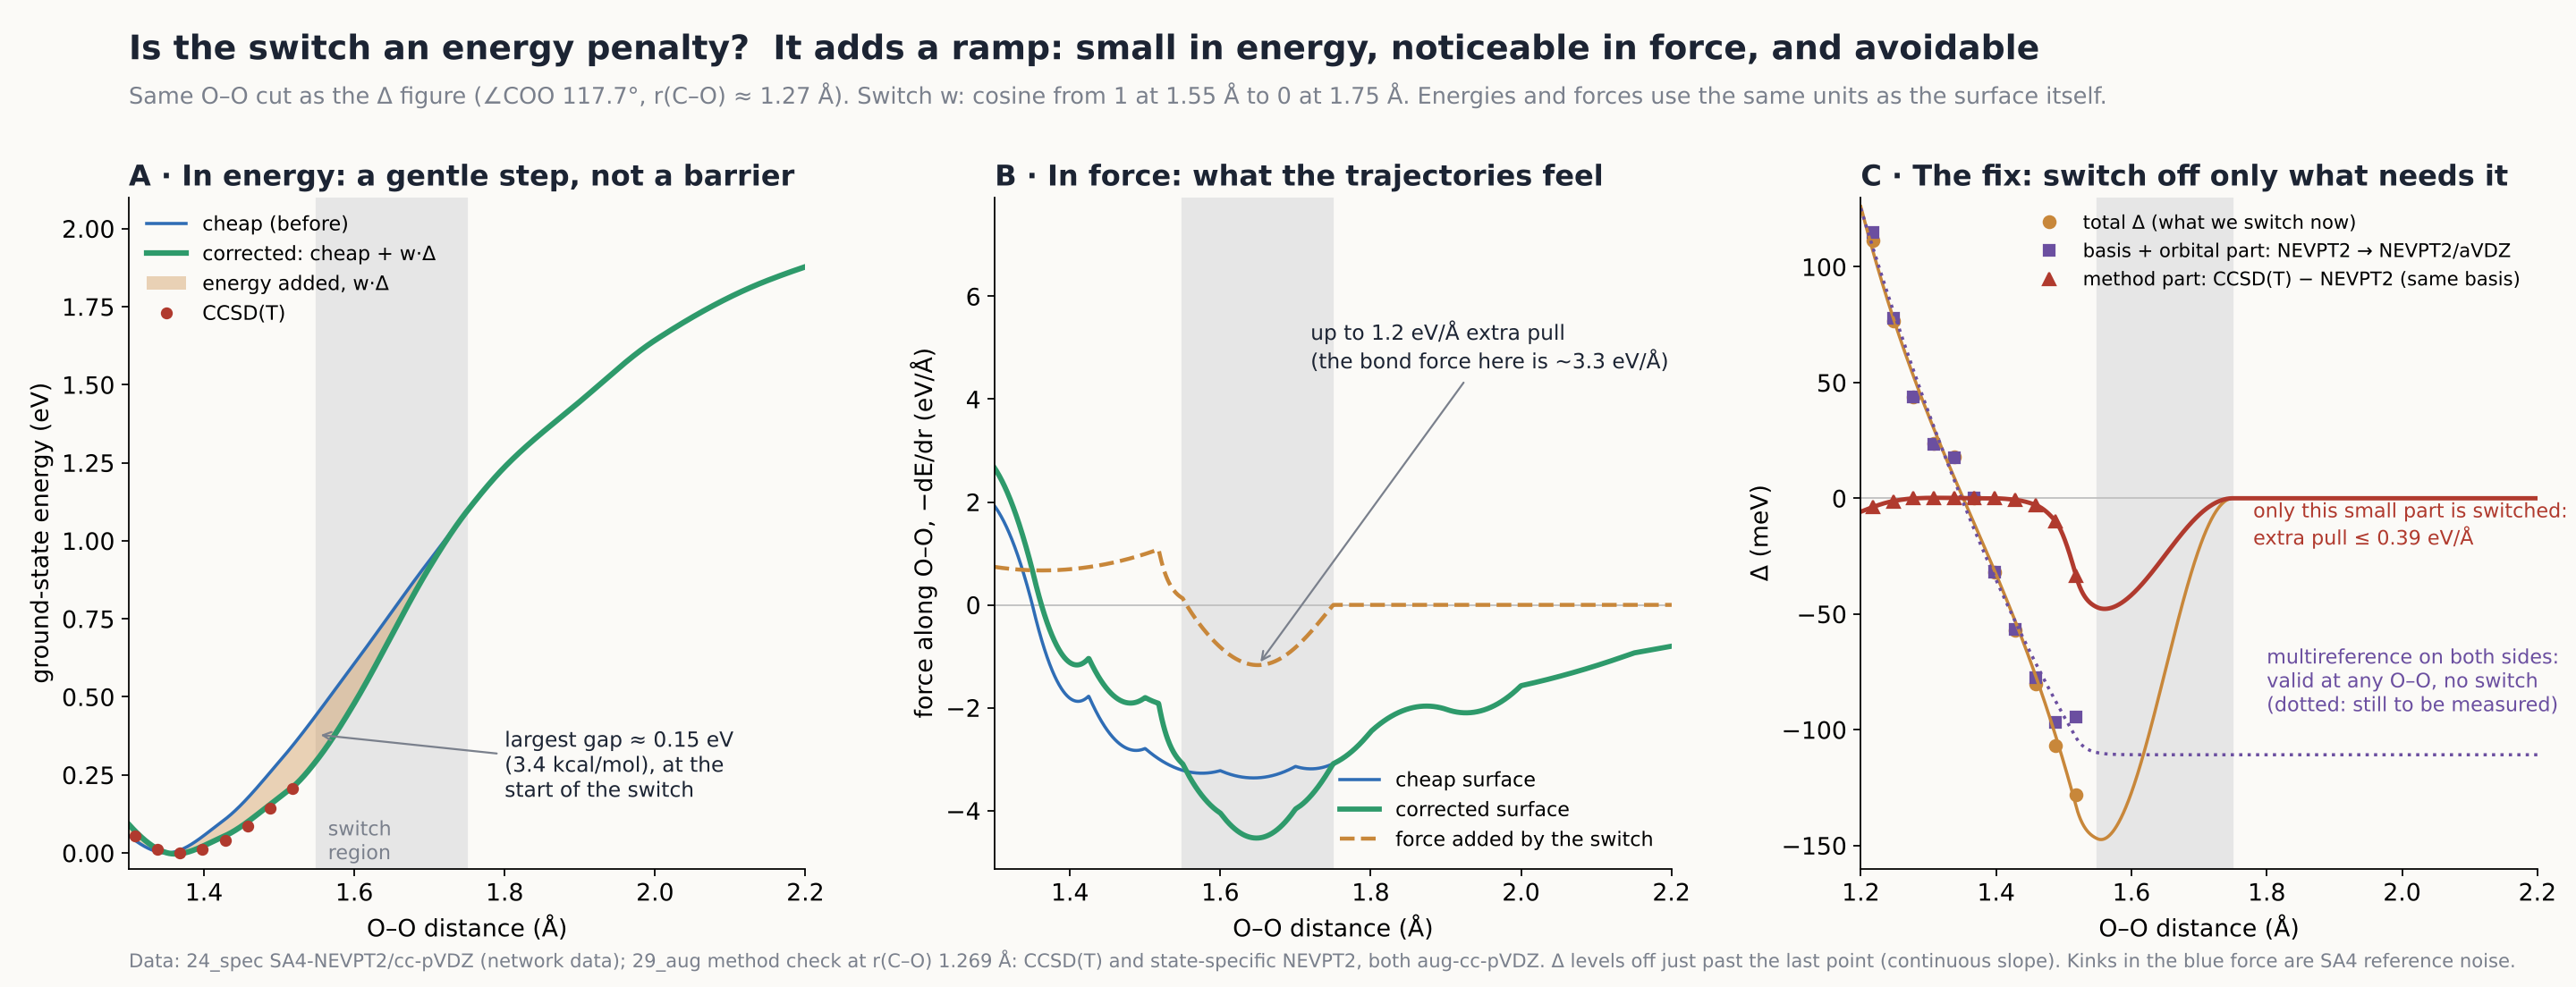 Is the switch an energy penalty?  It adds a ramp: small in energy, noticeable in force, and avoidable
Same O–O cut as the Δ figure (∠COO 117.7°, r(C–O) ≈ 1.27 Å). Switch w: cosine from 1 at 1.55 Å to 0 at 1.75 Å. Energies and forces use the same units as the surface itself.
A · In energy: a gentle step, not a barrier
cheap (before)
corrected: cheap + w·Δ
energy added, w·Δ
CCSD(T)
largest gap ≈ 0.15 eV
(3.4 kcal/mol), at the
start of the switch
switch
region
ground-state energy (eV)
2.00
1.75
1.50
1.25
1.00
0.75
0.50
0.25
0.00
1.4 1.6 1.8 2.0 2.2
O–O distance (Å)
B · In force: what the trajectories feel
up to 1.2 eV/Å extra pull
(the bond force here is ~3.3 eV/Å)
cheap surface
corrected surface
force added by the switch
force along O–O, −dE/dr (eV/Å)
6
4
2
0
−2
−4
1.4 1.6 1.8 2.0 2.2
O–O distance (Å)
C · The fix: switch off only what needs it
total Δ (what we switch now)
basis + orbital part: NEVPT2 → NEVPT2/aVDZ
method part: CCSD(T) − NEVPT2 (same basis)
only this small part is switched:
extra pull ≤ 0.39 eV/Å
multireference on both sides:
valid at any O–O, no switch
(dotted: still to be measured)
Δ (meV)
100
50
0
−50
−100
−150
1.2 1.4 1.6 1.8 2.0 2.2
O–O distance (Å)
Data: 24_spec SA4-NEVPT2/cc-pVDZ (network data); 29_aug method check at r(C–O) 1.269 Å: CCSD(T) and state-specific NEVPT2, both aug-cc-pVDZ. Δ levels off just past the last point (continuous slope). Kinks in the blue force are SA4 reference noise.